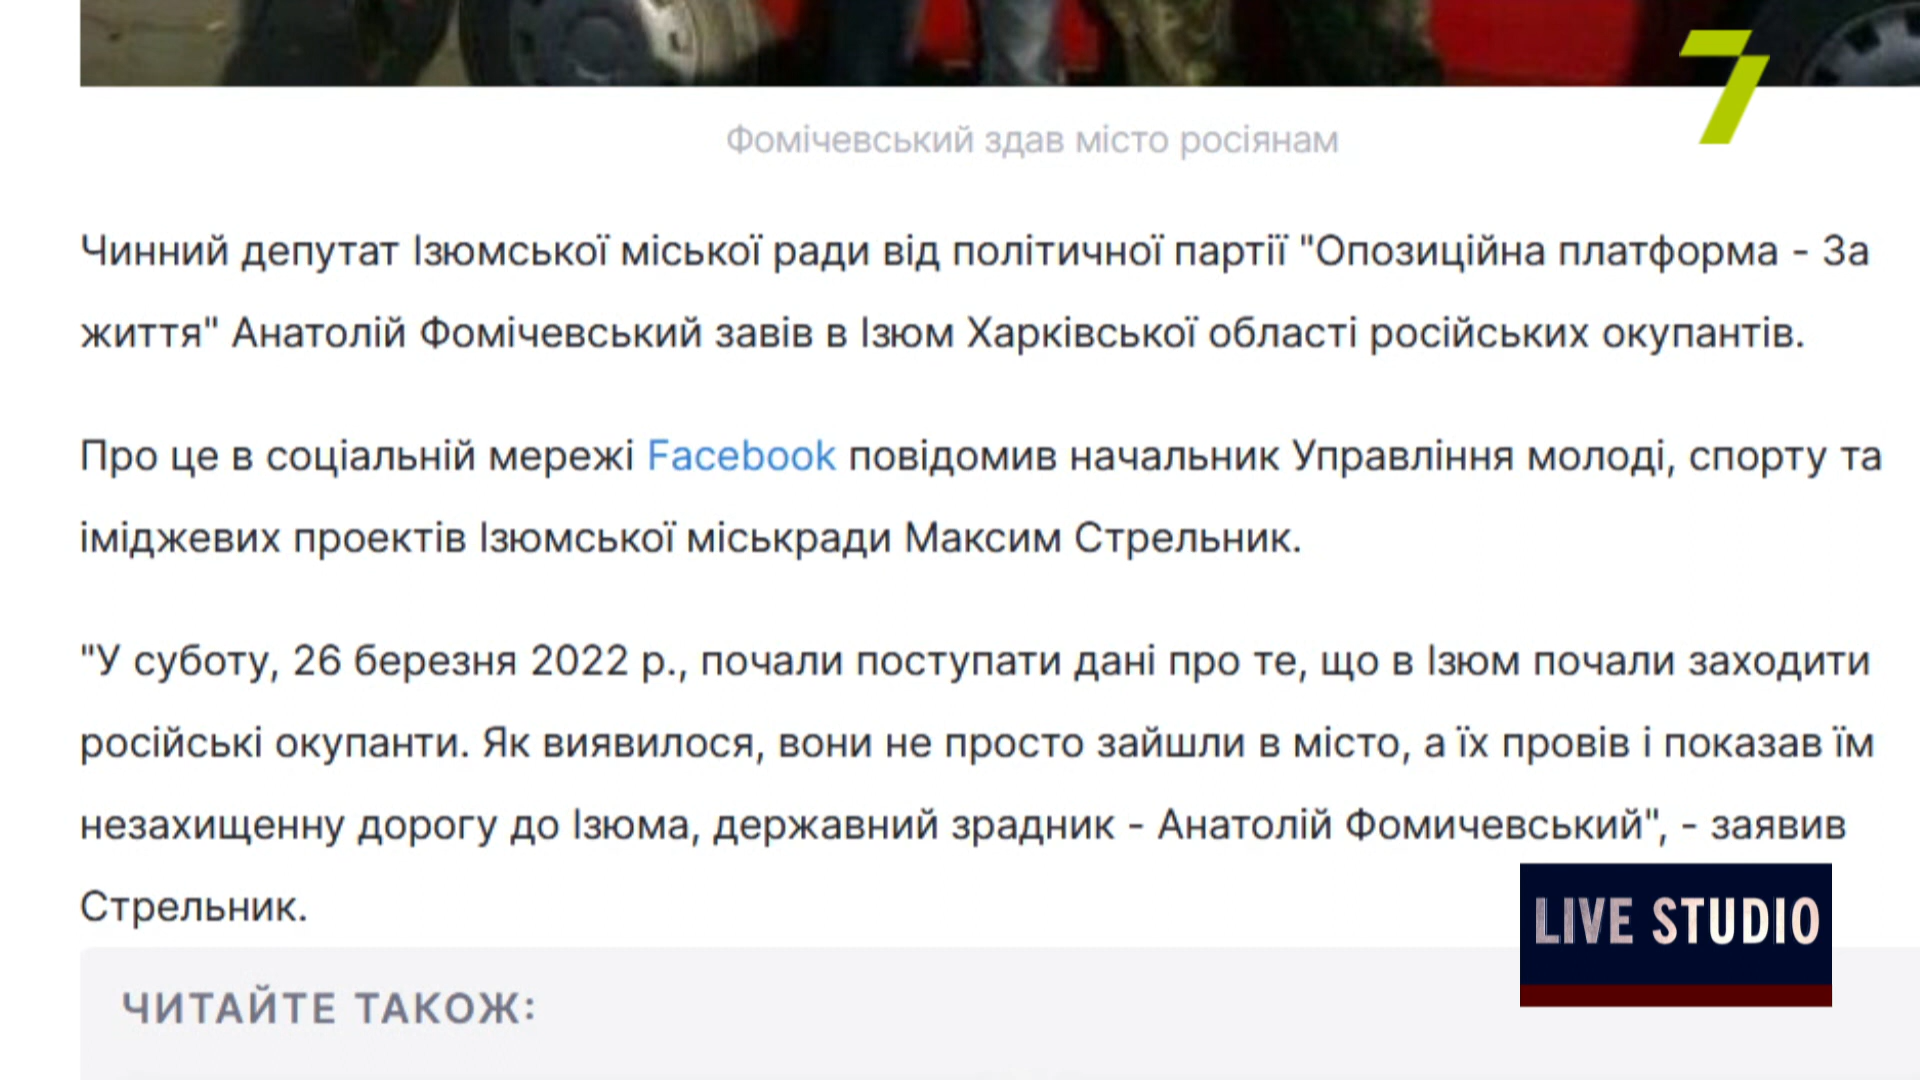 7
Фомічевський здав місто росіянам
Чинний депутат Ізюмської міської ради від політичної партії "Опозиційна платформа - За
життя" Анатолій Фомічевський завів в Ізюм Харківської області російських окупантів.
Про це в соціальній мережі Facebook повідомив начальник Управління молоді, спорту та
іміджевих проектів Ізюмської міськради Максим Стрельник.
"У суботу, 26 березня 2022 р., почали поступати дані про те, що в Ізюм почали заходити
російські окупанти. Як виявилося, вони не просто зайшли в місто, а їх провів і показав їм
незахищенну дорогу до Ізюма, державний зрадник - Анатолій Фомичевський", - заявив
Стрельник.
LIVE STUDIO
ЧИТАЙТЕ ТАКОЖ: